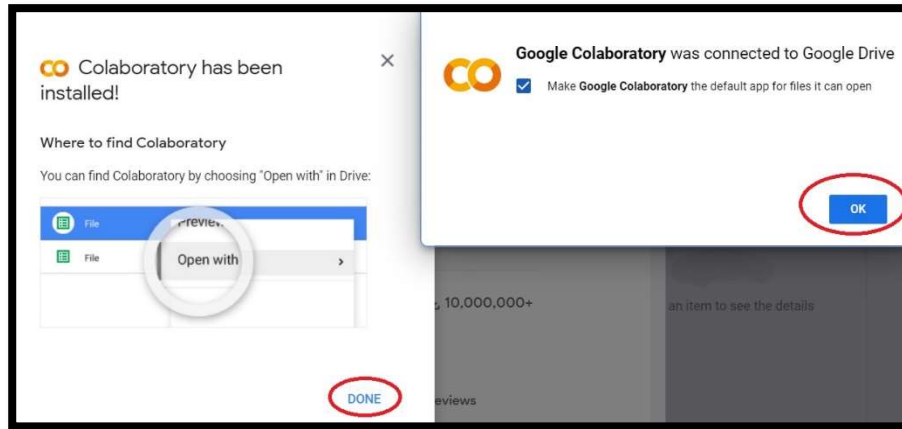 Colaboratory has been
installed!
Where to find Colaboratory
You can find Colaboratory by choosing "Open with" in Drive:
File
Preview
File
Open with
DONE
Google Colaboratory was connected to Google Drive
Make Google Colaboratory the default app for files it can open
OK
10,000,000+
an item to see the details
eviews